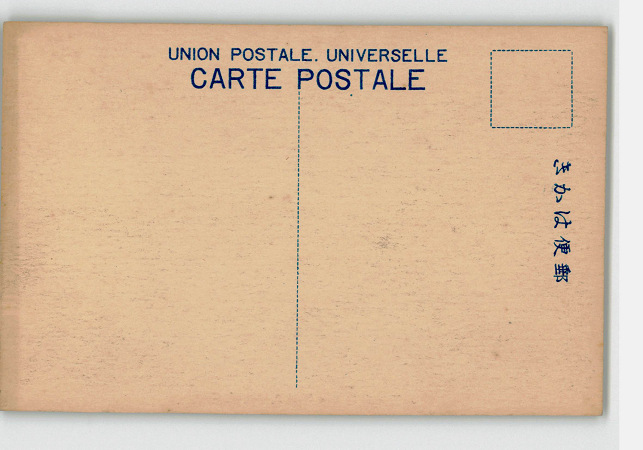 UNION POSTALE. UNIVERSELLE
CARTE POSTALE
きかは便郵